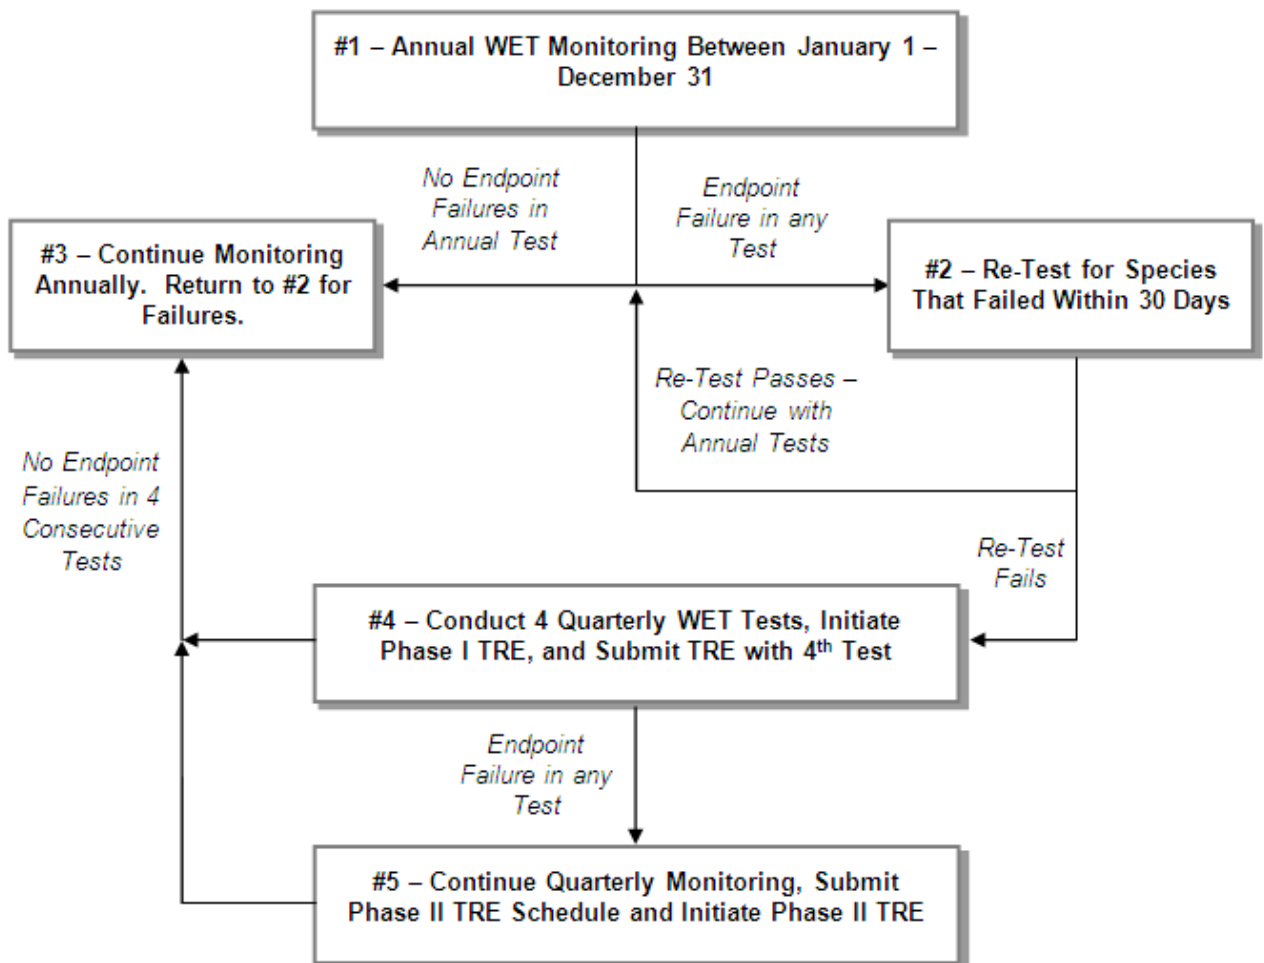 #1 – Annual WET Monitoring Between January 1 –
December 31
No Endpoint
Failures in
Annual Test
Endpoint
Failure in any
Test
#3 – Continue Monitoring
Annually.  Return to #2 for
Failures.
#2 – Re-Test for Species
That Failed Within 30 Days
Re-Test Passes –
Continue with
Annual Tests
No Endpoint
Failures in 4
Consecutive
Tests
Re-Test
Fails
#4 – Conduct 4 Quarterly WET Tests, Initiate
Phase I TRE, and Submit TRE with 4th Test
Endpoint
Failure in any
Test
#5 – Continue Quarterly Monitoring, Submit
Phase II TRE Schedule and Initiate Phase II TRE